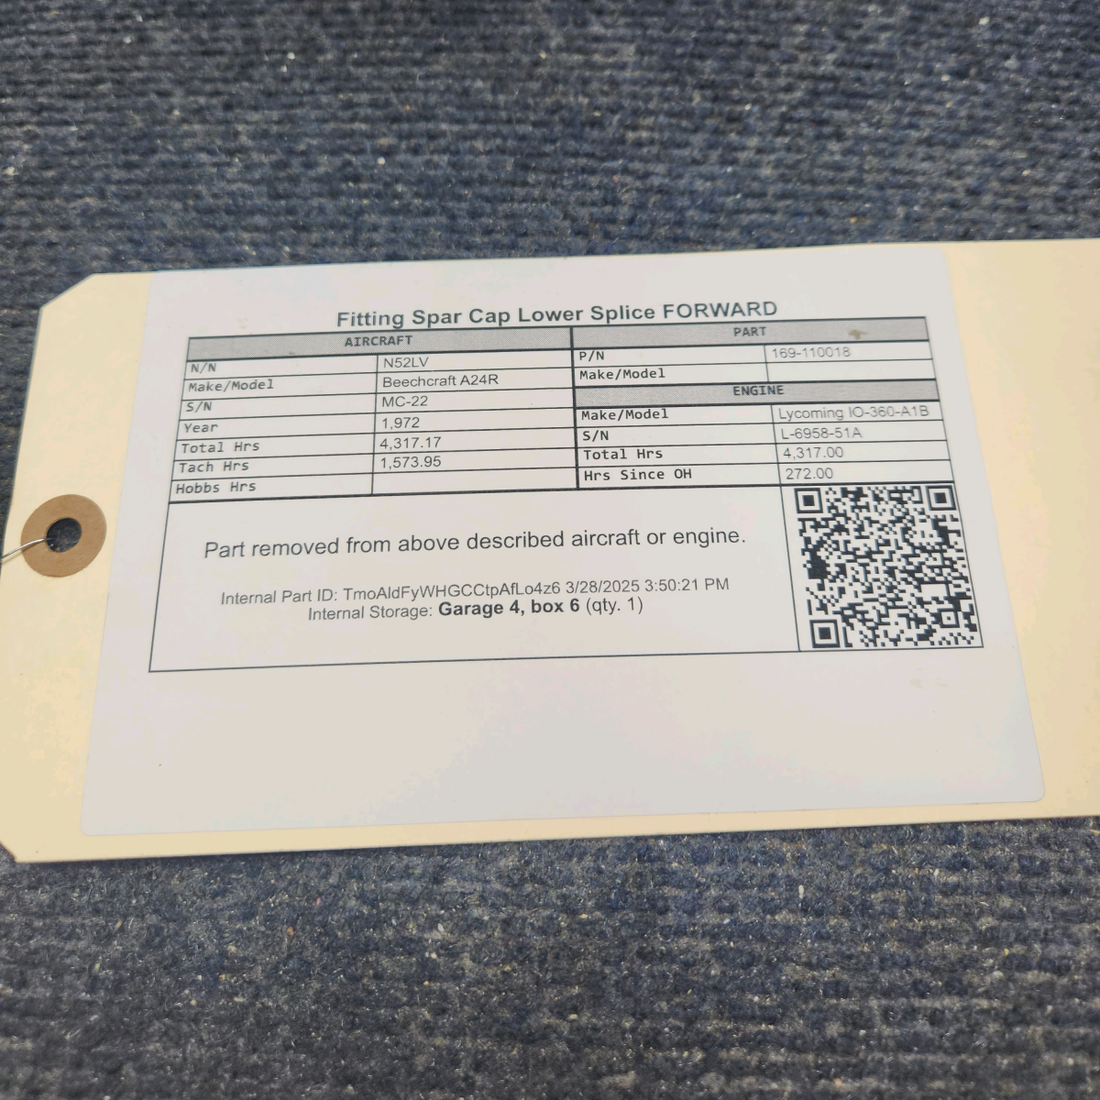 Fitting Spar Cap Lower Splice FORWARD
AIRCRAFT
N/N N52LV
Make/Model Beechcraft A24R
S/N MC-22
Year 1,972
Total Hrs 4,317.17
Tach Hrs 1,573.95
Hobbs Hrs
PART
P/N 169-110018
Make/Model
ENGINE
Make/Model Lycoming IO-360-A1B
S/N L-6958-51A
Total Hrs 4,317.00
Hrs Since OH 272.00
Part removed from above described aircraft or engine.
Internal Part ID: TmoAldFyWHGCCtpAfLo4z6 3/28/2025 3:50:21 PM
Internal Storage: Garage 4, box 6 (qty. 1)